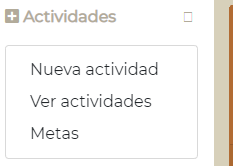 Actividades
Nueva actividad
Ver actividades
Metas